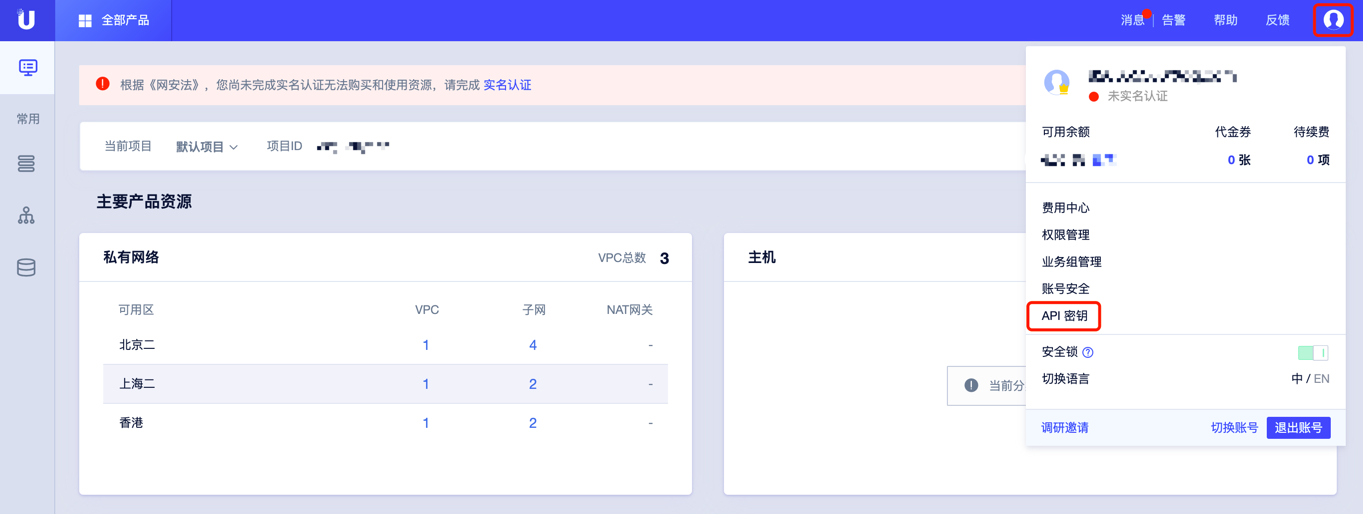 全部产品
消息 告警 帮助 反馈
常用
根据《网安法》，您尚未完成实名认证无法购买和使用资源，请完成 实名认证
当前项目 默认项目 项目ID
主要产品资源
私有网络 VPC总数 3
可用区 VPC 子网 NAT网关
北京二 1 4 -
上海二 1 2 -
香港 1 2 -
主机
当前分
未实名认证
可用余额 代金券 待续费
0 张 0 项
费用中心
权限管理
业务组管理
账号安全
API 密钥
安全锁
切换语言 中 / EN
调研邀请 切换账号 退出账号